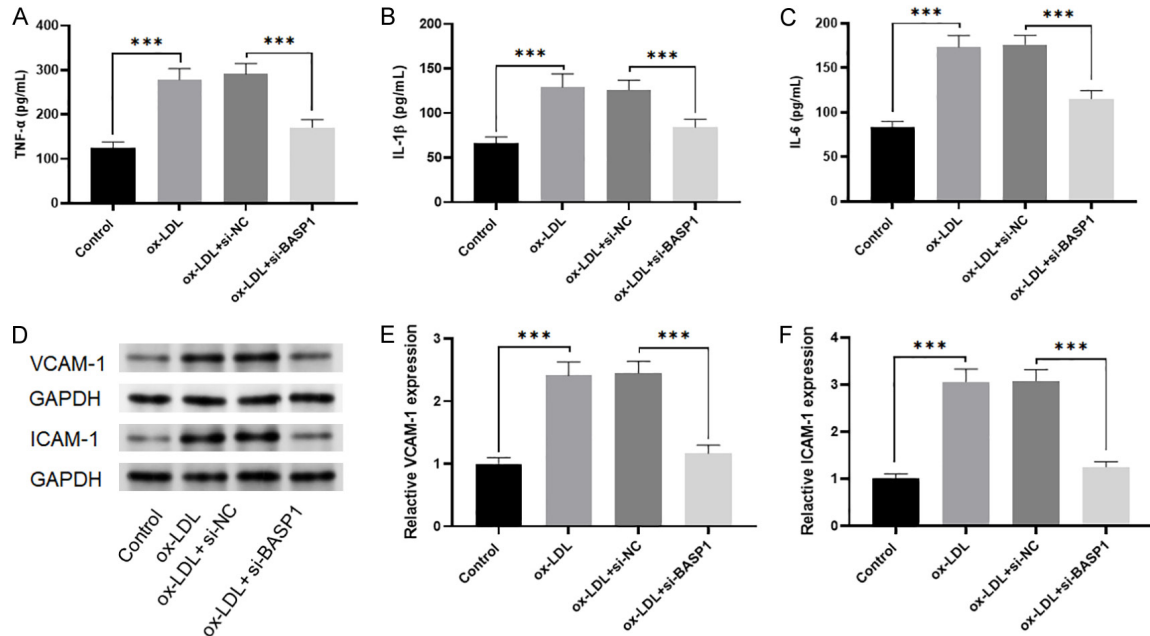 A
TNF-α (pg/mL)
400
300
200
100
0
***
***
Control
ox-LDL
ox-LDL+si-NC
ox-LDL+si-BASP1
B
IL-1β (pg/mL)
200
150
100
50
0
***
***
Control
ox-LDL
ox-LDL+si-NC
ox-LDL+si-BASP1
C
IL-6 (pg/mL)
200
150
100
50
0
***
***
Control
ox-LDL
ox-LDL+si-NC
ox-LDL+si-BASP1
D
VCAM-1
GAPDH
ICAM-1
GAPDH
Control
ox-LDL
ox-LDL+si-NC
ox-LDL+si-BASP1
E
Relactive VCAM-1 expression
3
2
1
0
***
***
Control
ox-LDL
ox-LDL+si-NC
ox-LDL+si-BASP1
F
Relactive ICAM-1 expression
4
3
2
1
0
***
***
Control
ox-LDL
ox-LDL+si-NC
ox-LDL+si-BASP1